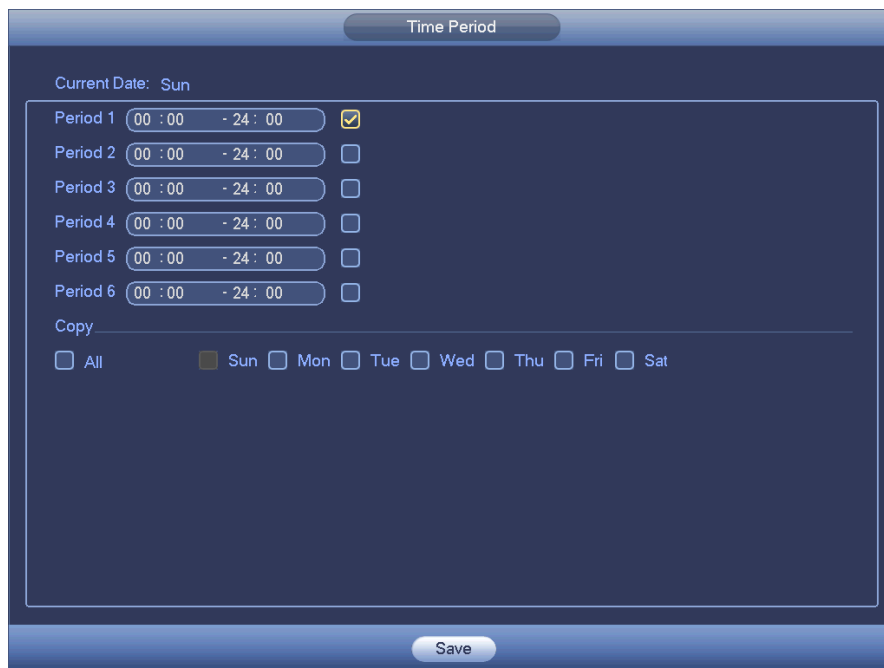 Time Period
Current Date: Sun
Period 1 00 :00 - 24 : 00
Period 2 00 :00 - 24 : 00
Period 3 00 :00 - 24 : 00
Period 4 00 :00 - 24 : 00
Period 5 00 :00 - 24 : 00
Period 6 00 :00 - 24 : 00
Copy
All Sun Mon Tue Wed Thu Fri Sat
Save